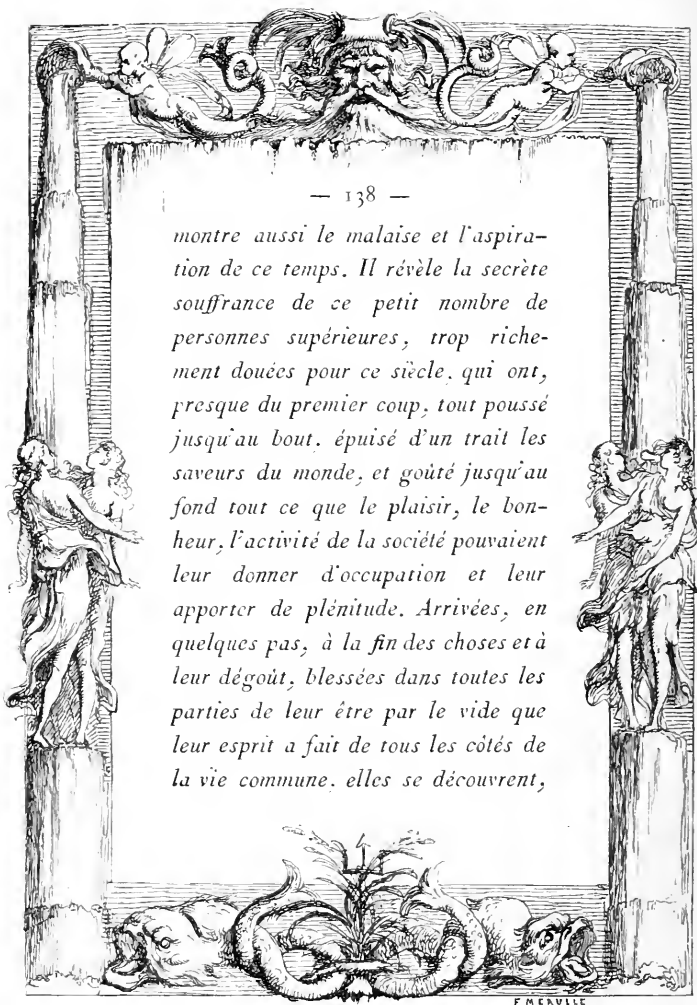 — 138 —
montre aussi le malaise et l'aspira-
tion de ce temps. Il révèle la secrète
souffrance de ce petit nombre de
personnes supérieures, trop riche-
ment douées pour ce siècle, qui ont,
presque du premier coup, tout poussé
jusqu'au bout, épuisé d'un trait les
saveurs du monde, et goûté jusqu'au
fond tout ce que le plaisir, le bon-
heur, l'activité de la société pouvaient
leur donner d'occupation et leur
apporter de plénitude. Arrivées, en
quelques pas, à la fin des choses et à
leur dégoût, blessées dans toutes les
parties de leur être par le vide que
leur esprit a fait de tous les côtés de
la vie commune, elles se découvrent,
F MÉAULLE